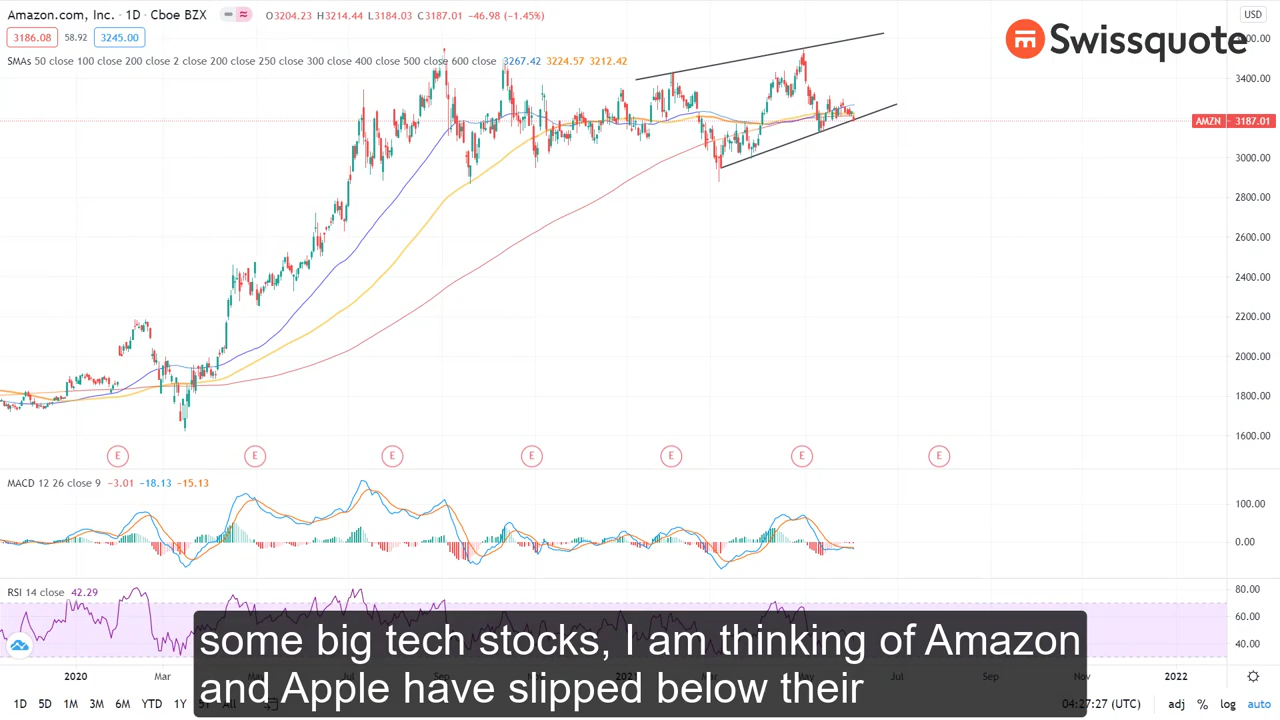 Amazon.com, Inc. · 1D · Cboe BZX O3204.23 H3214.44 L3184.03 C3187.01 −46.98 (−1.45%)
USD
Swissquote
3186.08 58.92 3245.00
SMAs 50 close 100 close 200 close 2 close 200 close 250 close 300 close 400 close 500 close 600 close 3267.42 3224.57 3212.42
3400.00
AMZN 3187.01
3000.00
2800.00
2600.00
2400.00
2200.00
2000.00
1800.00
1600.00
E E E E E E E
MACD 12 26 close 9 −3.01 −18.13 −15.13
100.00
0.00
RSI 14 close 42.29
80.00
60.00
40.00
some big tech stocks, I am thinking of Amazon
and Apple have slipped below their
2020 Mar Jul Sep Nov 2022
1D 5D 1M 3M 6M YTD 1Y 04:27:27 (UTC) adj % log auto